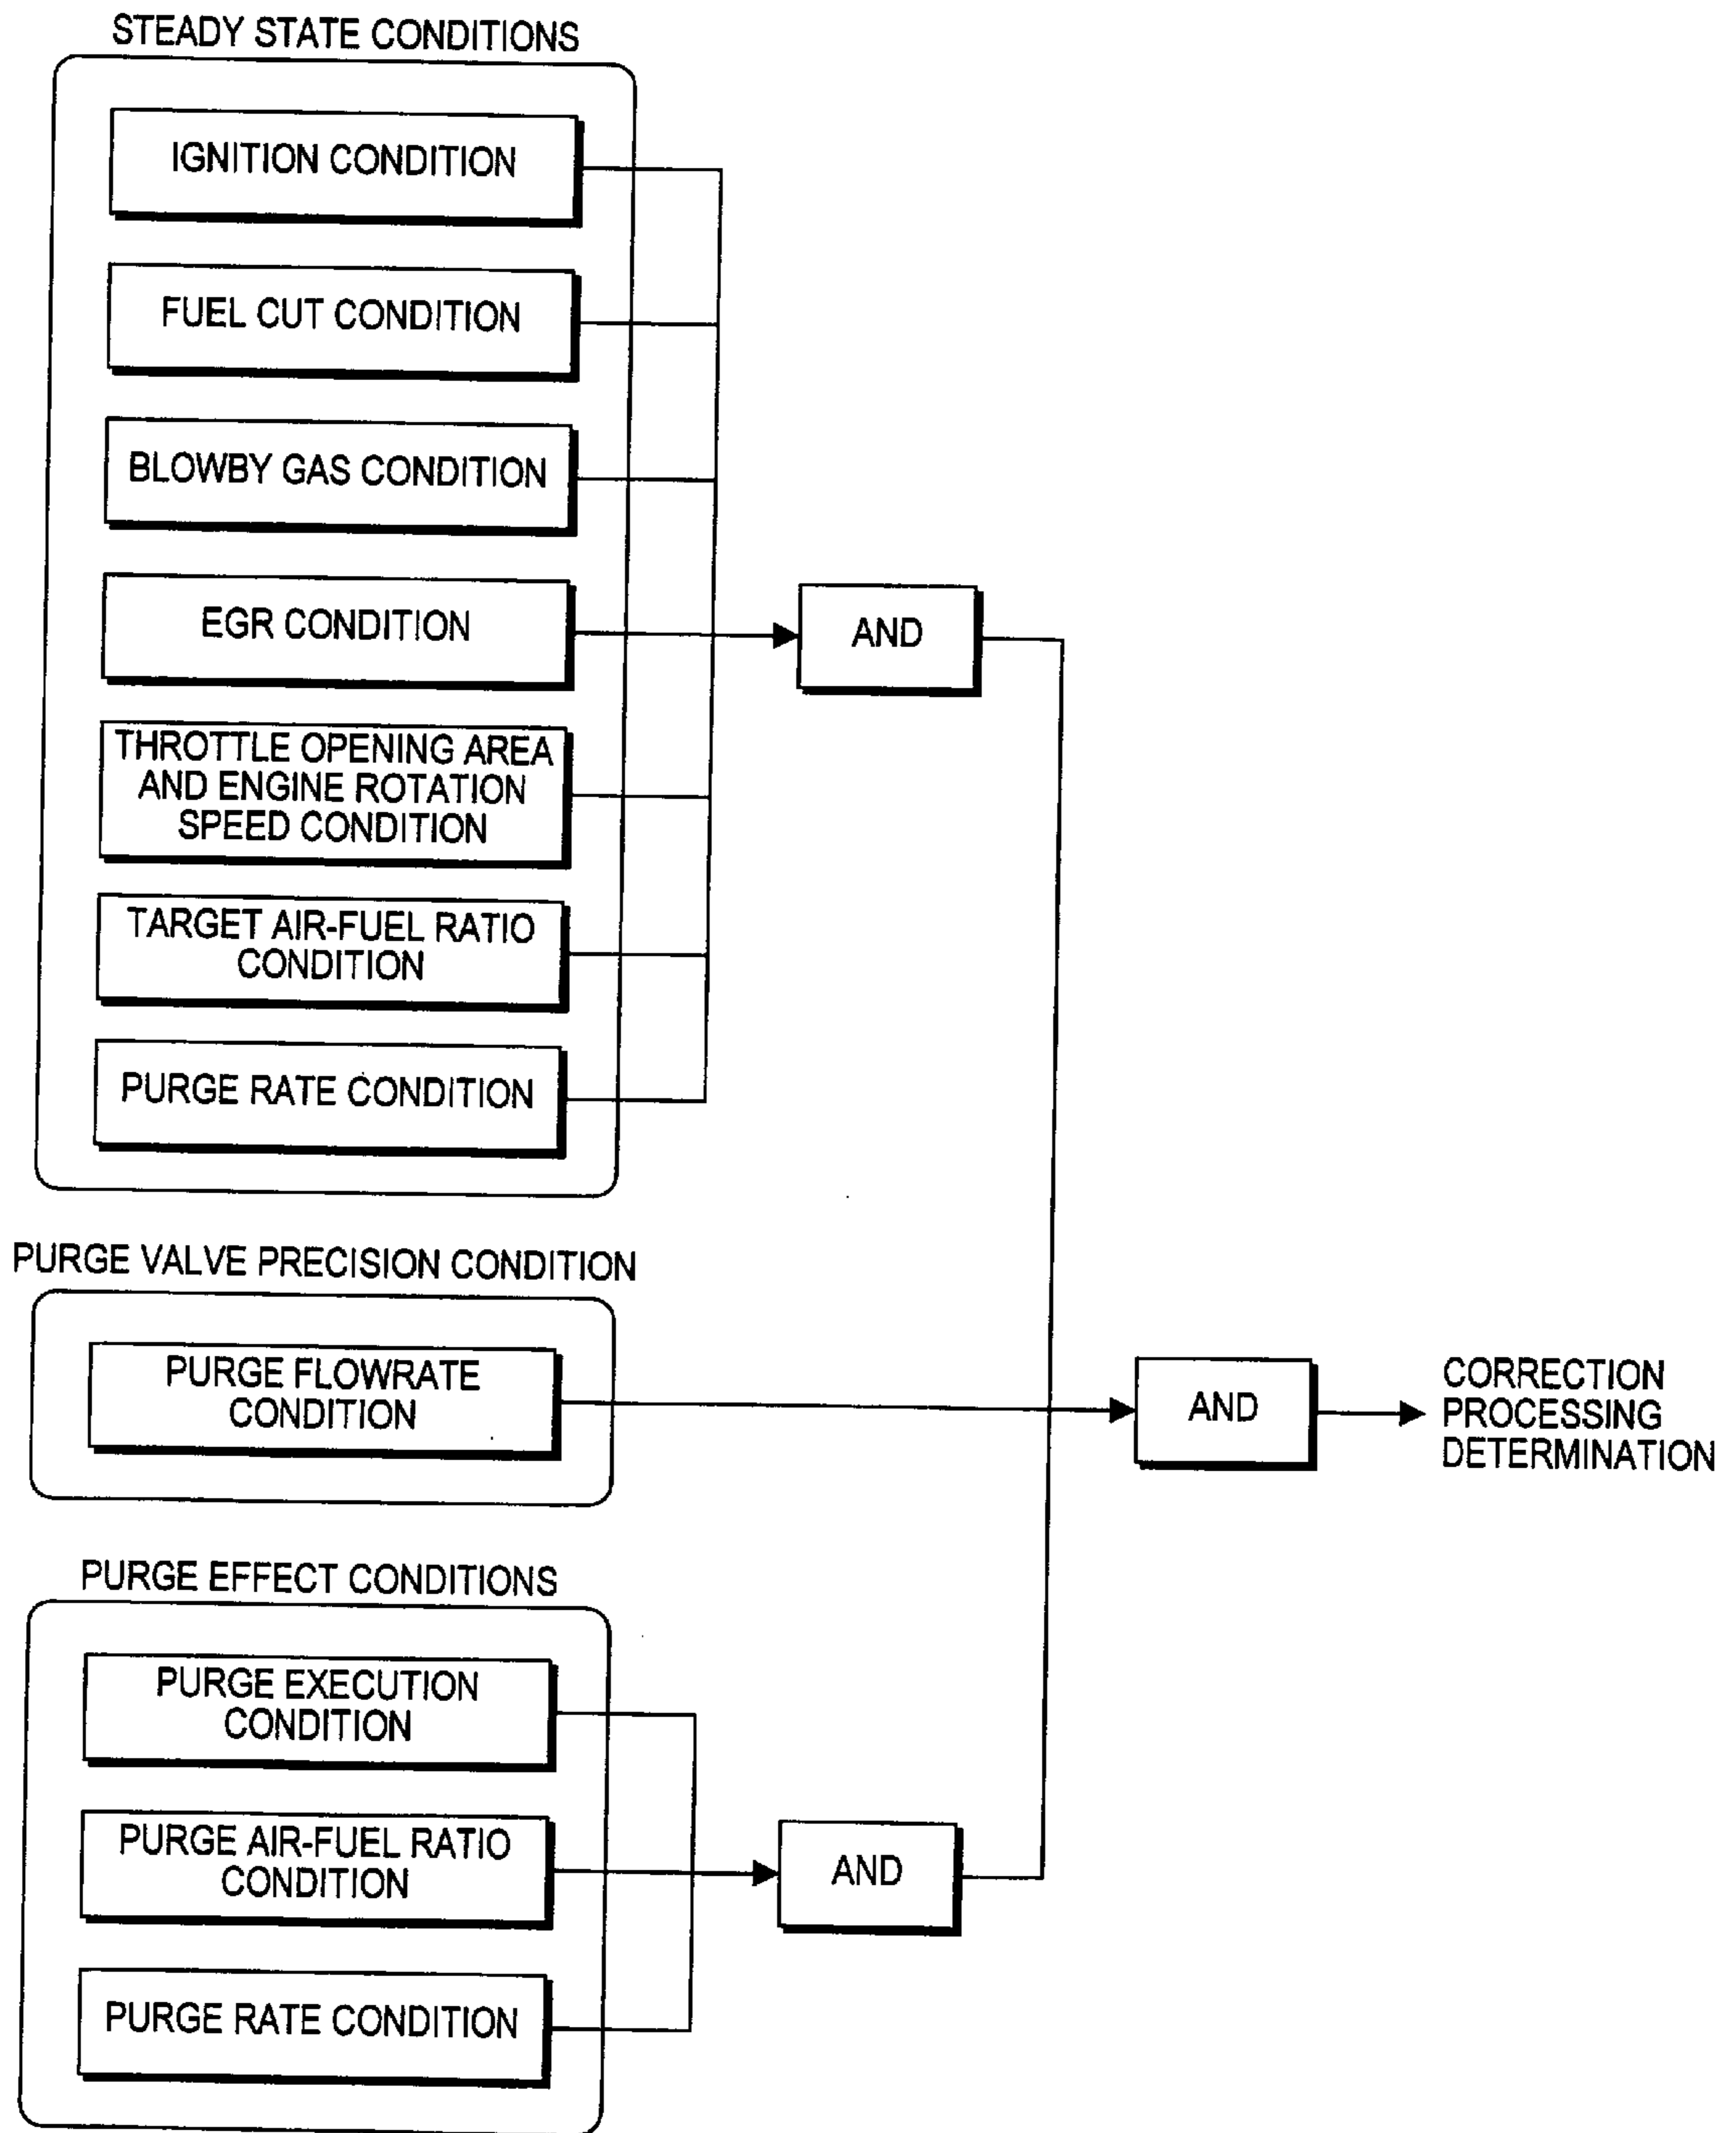 STEADY STATE CONDITIONS
IGNITION CONDITION
FUEL CUT CONDITION
BLOWBY GAS CONDITION
EGR CONDITION
AND
THROTTLE OPENING AREA
AND ENGINE ROTATION
SPEED CONDITION
TARGET AIR-FUEL RATIO
CONDITION
PURGE RATE CONDITION
PURGE VALVE PRECISION CONDITION
PURGE FLOWRATE
CONDITION
AND
CORRECTION
PROCESSING
DETERMINATION
PURGE EFFECT CONDITIONS
PURGE EXECUTION
CONDITION
PURGE AIR-FUEL RATIO
CONDITION
AND
PURGE RATE CONDITION